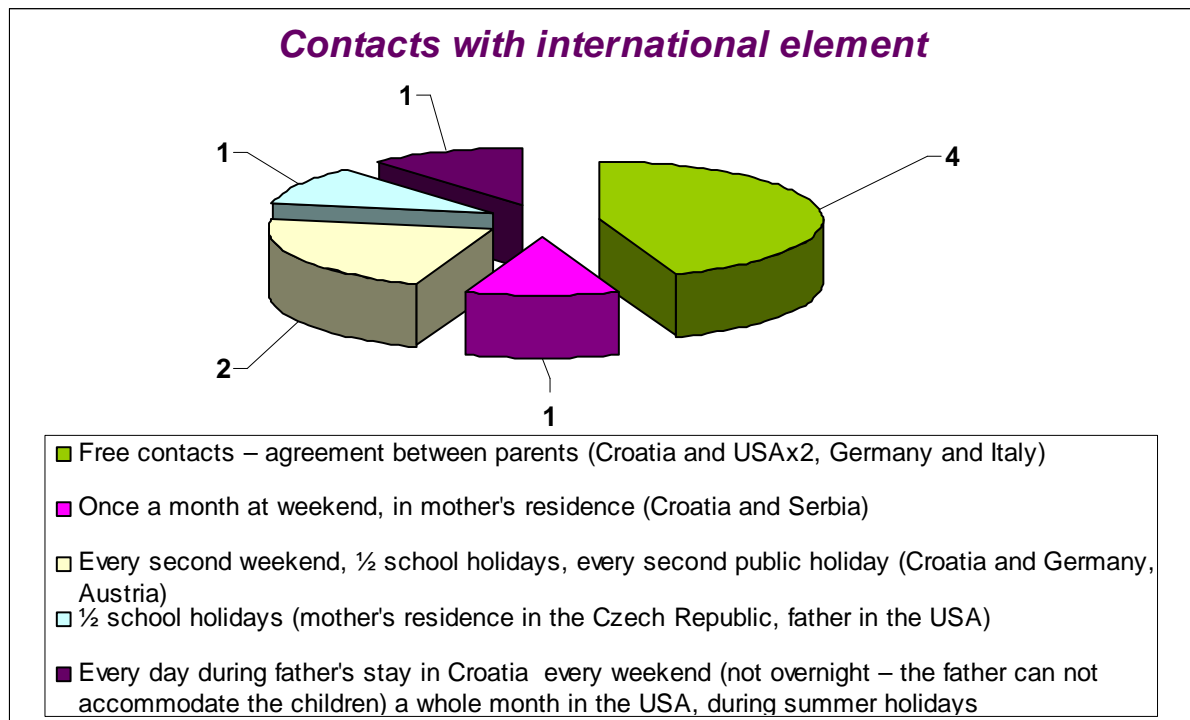 Contacts with international element
1
1
4
2
1
Free contacts – agreement between parents (Croatia and USAx2, Germany and Italy)
Once a month at weekend, in mother's residence (Croatia and Serbia)
Every second weekend, ½ school holidays, every second public holiday (Croatia and Germany,
Austria)
½ school holidays (mother's residence in the Czech Republic, father in the USA)
Every day during father's stay in Croatia  every weekend (not overnight – the father can not
accommodate the children) a whole month in the USA, during summer holidays